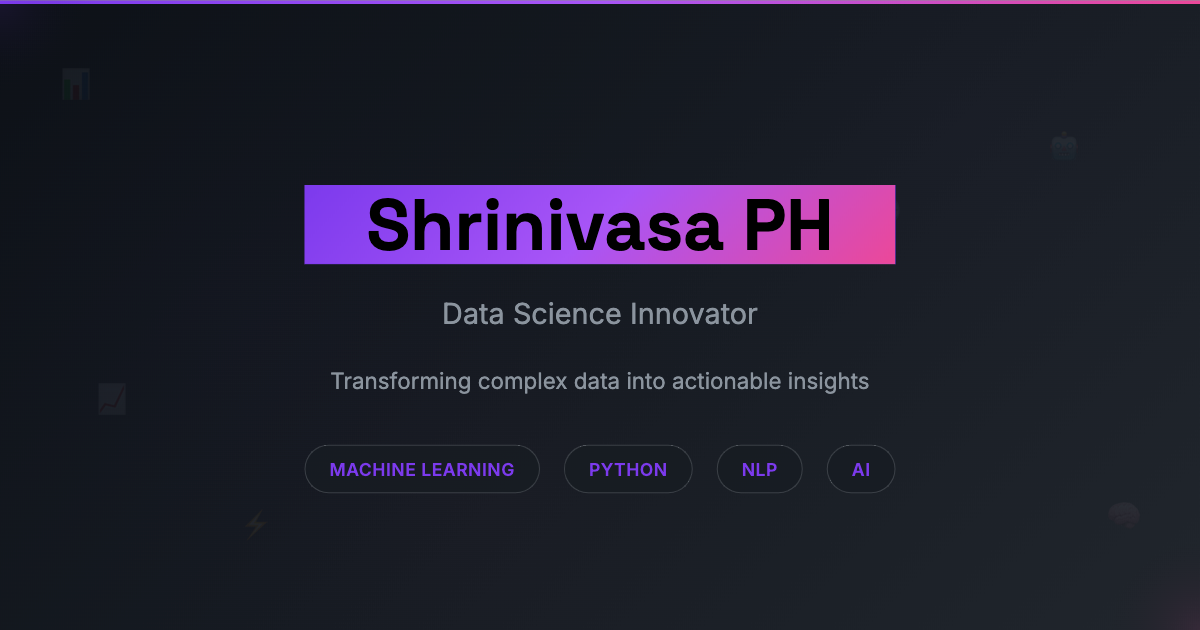 Shrinivasa PH
Data Science Innovator
Transforming complex data into actionable insights
MACHINE LEARNING PYTHON NLP AI